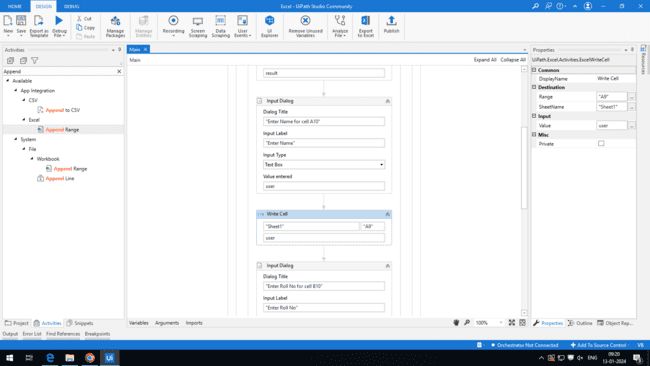 Excel - UiPath Studio Community
HOME
DESIGN
DEBUG
New
Save
Export as Template
Debug File
Cut
Copy
Paste
Manage Packages
Manage Entities
Recording
Screen Scraping
Data Scraping
User Events
UI Explorer
Remove Unused Variables
Analyze File
Export to Excel
Publish
Activities
Append
Available
App Integration
CSV
Append to CSV
Excel
Append Range
System
File
Workbook
Append Range
Append Line
Project
Activities
Snippets
Main
Main
Expand All
Collapse All
result
Input Dialog
Dialog Title
"Enter Name for cell A10"
Input Label
"Enter Name"
Input Type
Text Box
Value entered
user
Write Cell
"Sheet1"
"A9"
user
Input Dialog
Dialog Title
"Enter Roll No for cell B10"
Input Label
"Enter Roll No"
Variables
Arguments
Imports
100%
Properties
UiPath.Excel.Activities.ExcelWriteCell
Common
DisplayName
Write Cell
Destination
Range
"A9"
SheetName
"Sheet1"
Input
Value
user
Misc
Private
Resources
Properties
Outline
Object Rep...
Output
Error List
Find References
Breakpoints
Orchestrator Not Connected
Add To Source Control
VB
ENG
09:20
13-01-2024